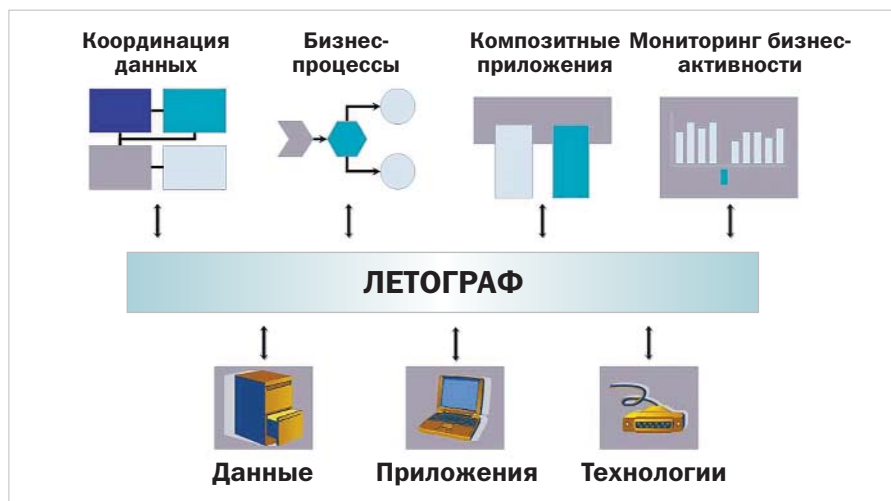 Координация
данных
Бизнес-
процессы
Композитные
приложения
Мониторинг бизнес-
активности
ЛЕТОГРАФ
Данные
Приложения
Технологии